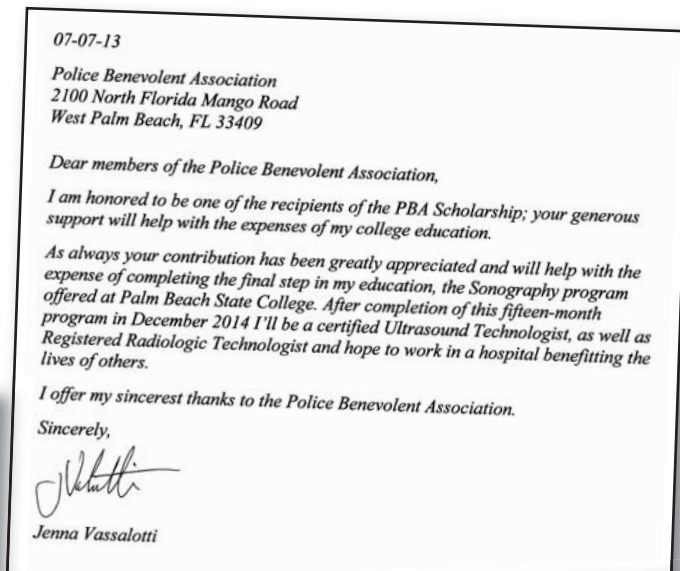 07-07-13
Police Benevolent Association
2100 North Florida Mango Road
West Palm Beach, FL 33409
Dear members of the Police Benevolent Association,
I am honored to be one of the recipients of the PBA Scholarship; your generous
support will help with the expenses of my college education.
As always your contribution has been greatly appreciated and will help with the
expense of completing the final step in my education, the Sonography program
offered at Palm Beach State College. After completion of this fifteen-month
program in December 2014 I'll be a certified Ultrasound Technologist, as well as
Registered Radiologic Technologist and hope to work in a hospital benefitting the
lives of others.
I offer my sincerest thanks to the Police Benevolent Association.
Sincerely,
Jenna Vassalotti